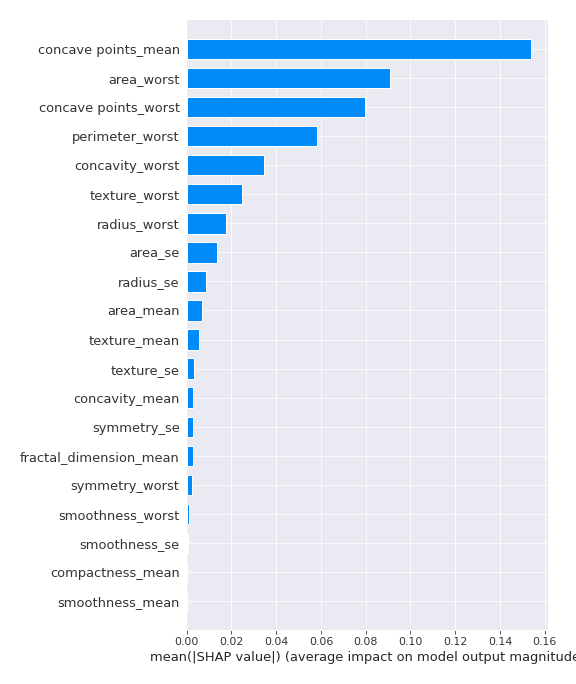 concave points_mean
area_worst
concave points_worst
perimeter_worst
concavity_worst
texture_worst
radius_worst
area_se
radius_se
area_mean
texture_mean
texture_se
concavity_mean
symmetry_se
fractal_dimension_mean
symmetry_worst
smoothness_worst
smoothness_se
compactness_mean
smoothness_mean
0.00 0.02 0.04 0.06 0.08 0.10 0.12 0.14 0.16
mean(|SHAP value|) (average impact on model output magnitude